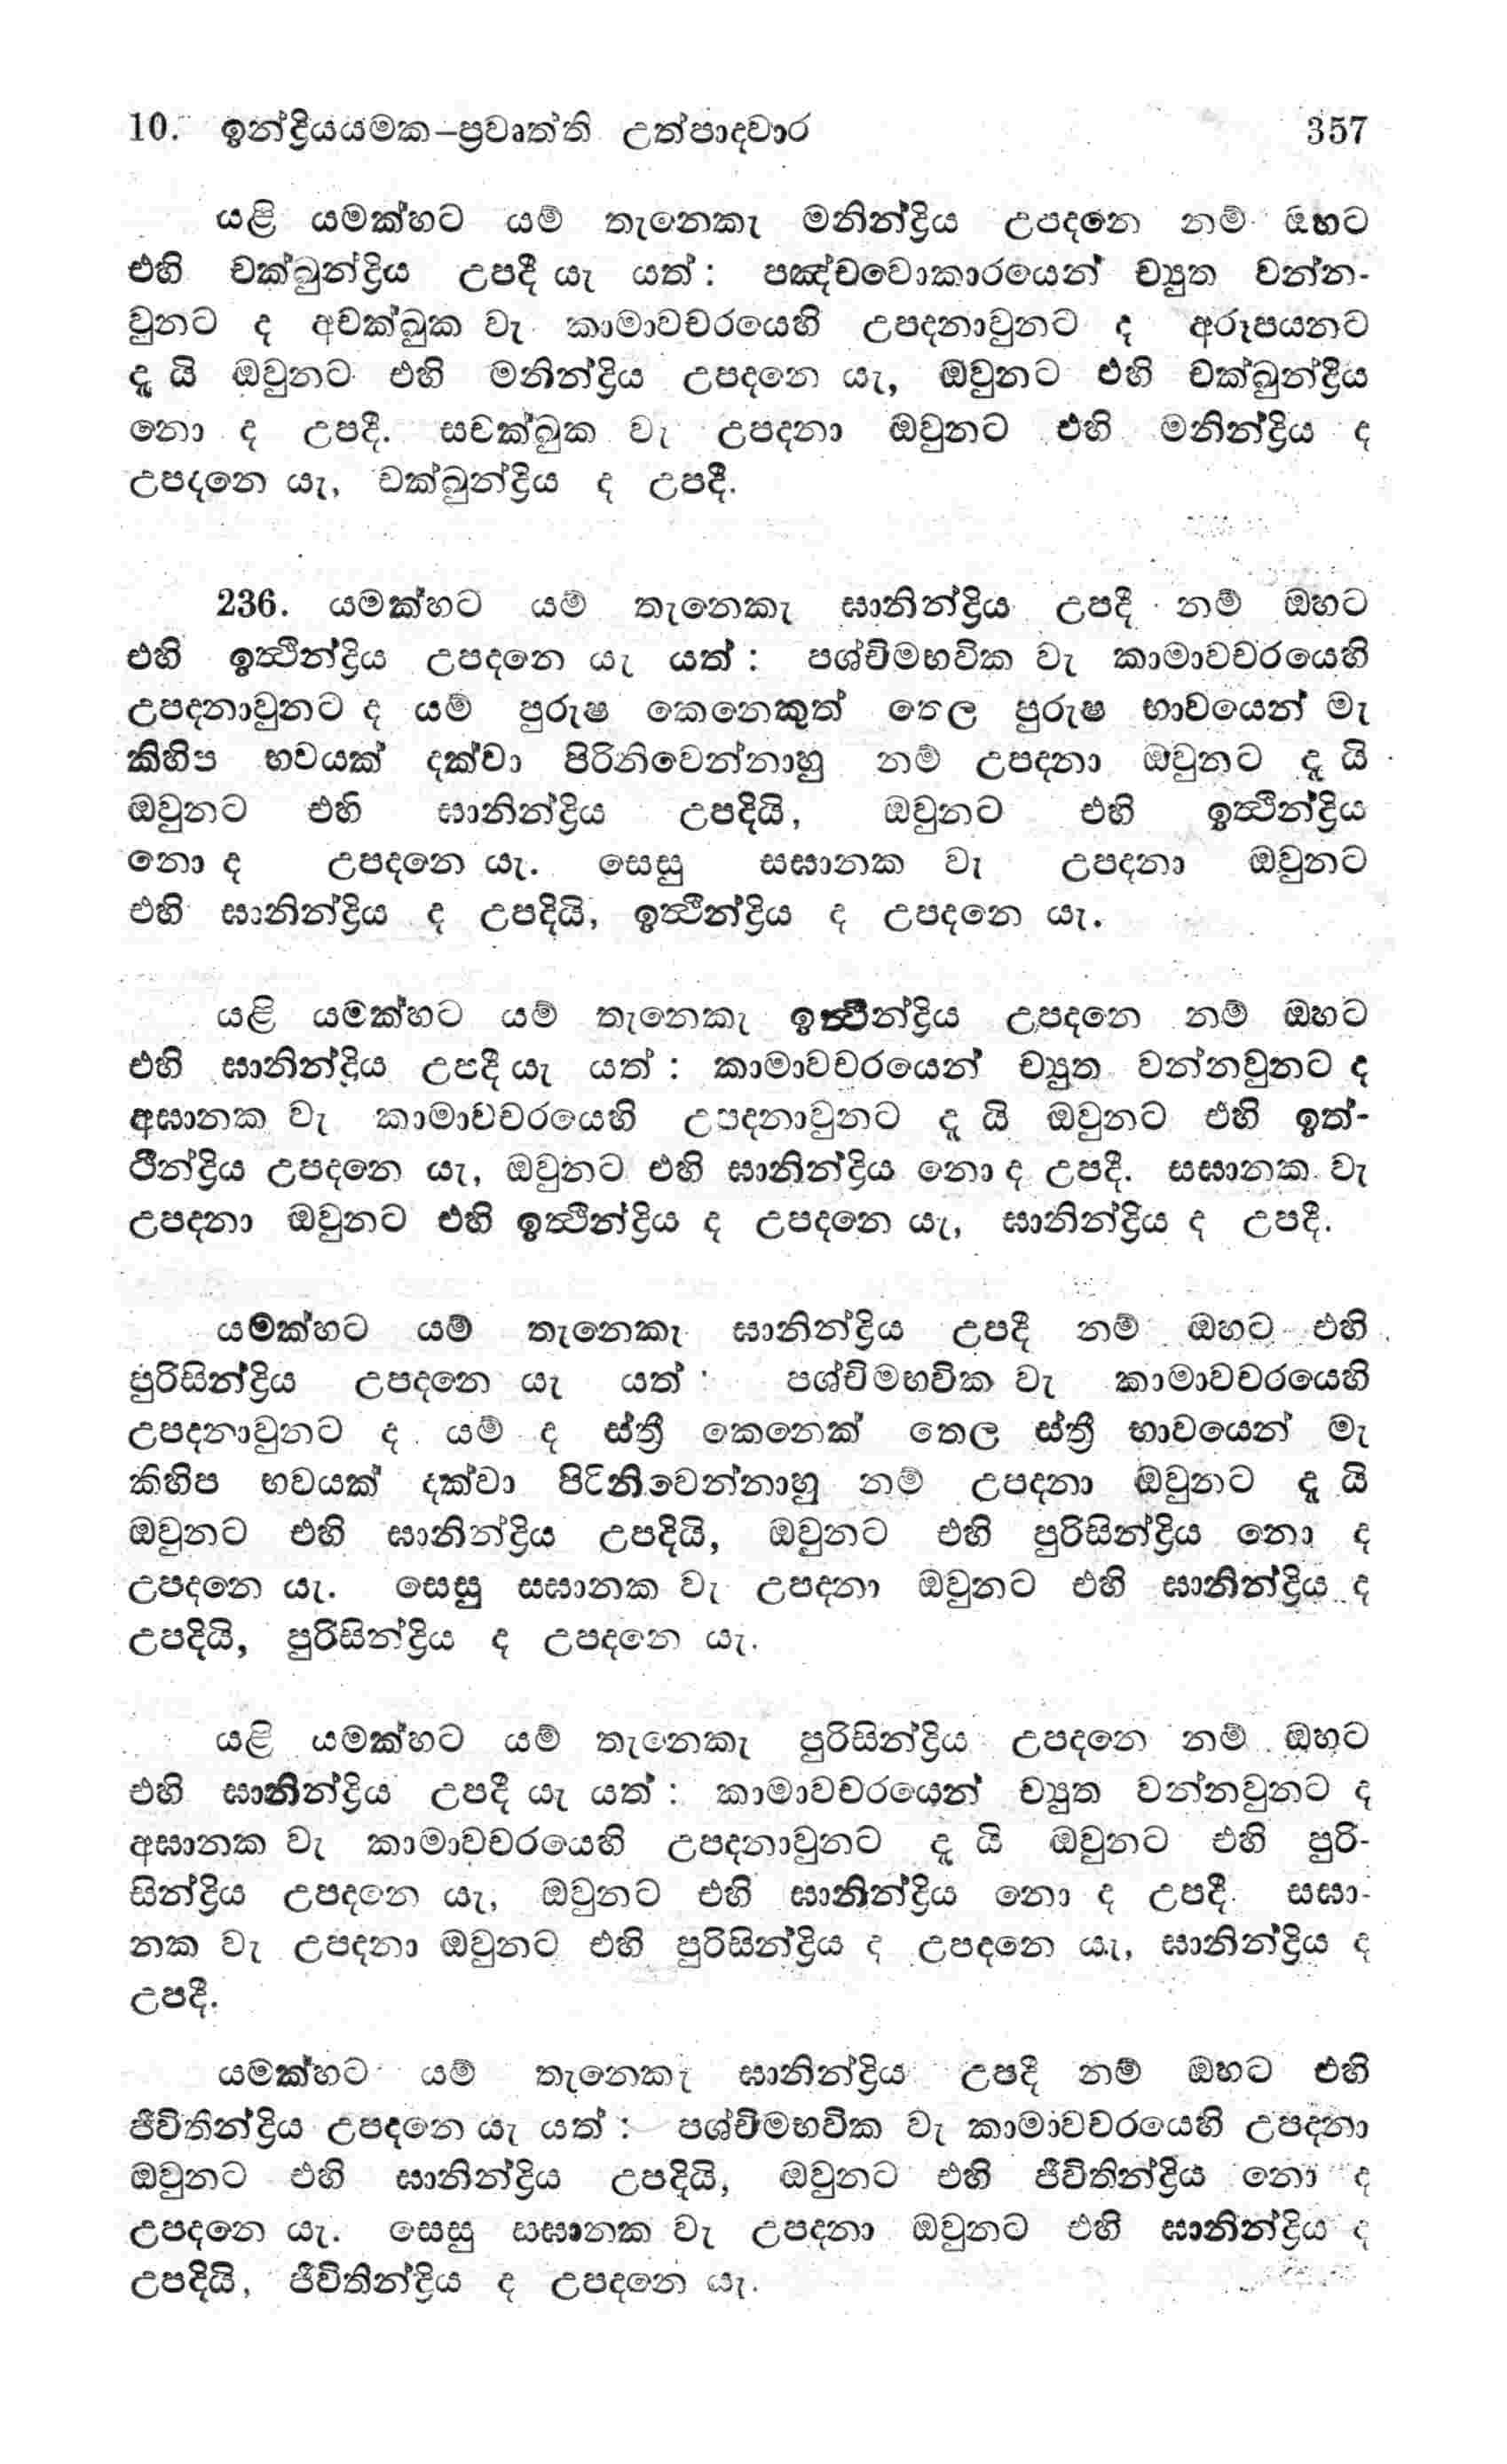 10. ඉන්ද්‍රියයමක–ප්‍රවෘත්ති උත්පාදවාර 357
යළි යමක්හට යම් තැනෙකැ මනින්ද්‍රිය උපදනෙ නම් ඔහට
එහි චක්ඛුන්ද්‍රිය උපදී යැ යත් : පඤ්චවොකාරයෙන් ච්‍යුත වන්න-
වුනට ද අචක්ඛුක වැ කාමාවචරයෙහි උපදනාවුනට ද අරූපයනට
දැ යි ඔවුනට එහි මනින්ද්‍රිය උපදනෙ යැ, ඔවුනට එහි චක්ඛුන්ද්‍රිය
නො ද උපදී. සචක්ඛුක වැ උපදනා ඔවුනට එහි මනින්ද්‍රිය ද
උපදනෙ යැ, චක්ඛුන්ද්‍රිය ද උපදී.
236. යමක්හට යම් තැනෙකැ ඝානින්ද්‍රිය උපදී නම් ඔහට
එහි ඉත්‍ථින්ද්‍රිය උපදනෙ යැ යත් : පශ්චිමභවික වැ කාමාවචරයෙහි
උපදනාවුනට ද යම් පුරුෂ කෙනෙකුත් තෙල පුරුෂ භාවයෙන් මැ
කිහිප භවයක් දක්වා පිරිනිවෙන්නාහු නම් උපදනා ඔවුනට දැ යි
ඔවුනට එහි ඝානින්ද්‍රිය උපදියි, ඔවුනට එහි ඉත්‍ථින්ද්‍රිය
නො ද උපදනෙ යැ. සෙසු සඝානක වැ උපදනා ඔවුනට
එහි ඝානින්ද්‍රිය ද උපදියි, ඉත්‍ථින්ද්‍රිය ද උපදනෙ යැ.
යළි යමක්හට යම් තැනෙකැ ඉත්‍ථින්ද්‍රිය උපදනෙ නම් ඔහට
එහි ඝානින්ද්‍රිය උපදී යැ යත් : කාමාවචරයෙන් ච්‍යුත වන්නවුනට ද
අඝානක වැ කාමාවචරයෙහි උපදනාවුනට දැ යි ඔවුනට එහි ඉත්-
ථින්ද්‍රිය උපදනෙ යැ, ඔවුනට එහි ඝානින්ද්‍රිය නො ද උපදී. සඝානක වැ
උපදනා ඔවුනට එහි ඉත්‍ථින්ද්‍රිය ද උපදනෙ යැ, ඝානින්ද්‍රිය ද උපදී.
යමක්හට යම් තැනෙකැ ඝානින්ද්‍රිය උපදී නම් ඔහට එහි
පුරිසින්ද්‍රිය උපදනෙ යැ යත් : පශ්චිමභවික වැ කාමාවචරයෙහි
උපදනාවුනට ද යම් ද ස්ත්‍රී කෙනෙක් තෙල ස්ත්‍රී භාවයෙන් මැ
කිහිප භවයක් දක්වා පිරිනිවෙන්නාහු නම් උපදනා ඔවුනට දැ යි
ඔවුනට එහි ඝානින්ද්‍රිය උපදියි, ඔවුනට එහි පුරිසින්ද්‍රිය නො ද
උපදනෙ යැ. සෙසු සඝානක වැ උපදනා ඔවුනට එහි ඝානින්ද්‍රිය ද
උපදියි, පුරිසින්ද්‍රිය ද උපදනෙ යැ.
යළි යමක්හට යම් තැනෙකැ පුරිසින්ද්‍රිය උපදනෙ නම් ඔහට
එහි ඝානින්ද්‍රිය උපදී යැ යත් : කාමාවචරයෙන් ච්‍යුත වන්නවුනට ද
අඝානක වැ කාමාවචරයෙහි උපදනාවුනට දැ යි ඔවුනට එහි පුරි-
සින්ද්‍රිය උපදනෙ යැ, ඔවුනට එහි ඝානින්ද්‍රිය නො ද උපදී. සඝා-
නක වැ උපදනා ඔවුනට එහි පුරිසින්ද්‍රිය ද උපදනෙ යැ, ඝානින්ද්‍රිය ද
උපදී.
යමක්හට යම් තැනෙකැ ඝානින්ද්‍රිය උපදී නම් ඔහට එහි
ජීවිතින්ද්‍රිය උපදනෙ යැ යත් : පශ්චිමභවික වැ කාමාවචරයෙහි උපදනා
ඔවුනට එහි ඝානින්ද්‍රිය උපදියි, ඔවුනට එහි ජීවිතින්ද්‍රිය නො ද
උපදනෙ යැ. සෙසු සඝානක වැ උපදනා ඔවුනට එහි ඝානින්ද්‍රිය ද
උපදියි, ජීවිතින්ද්‍රිය ද උපදනෙ යැ.